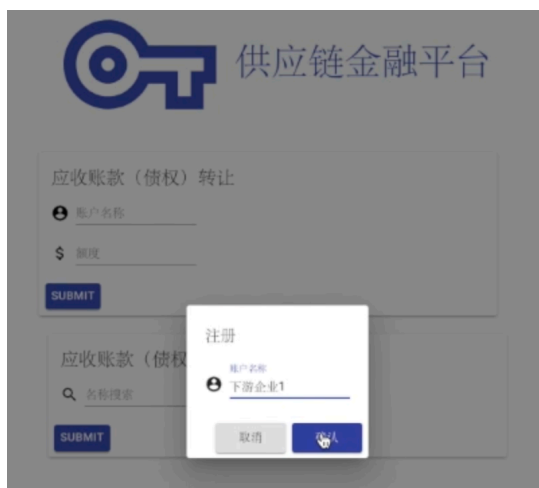 供应链金融平台
应收账款（债权）转让
账户名称
额度
SUBMIT
注册
账户名称
下游企业1
取消
确认
应收账款（债权
名称搜索
SUBMIT